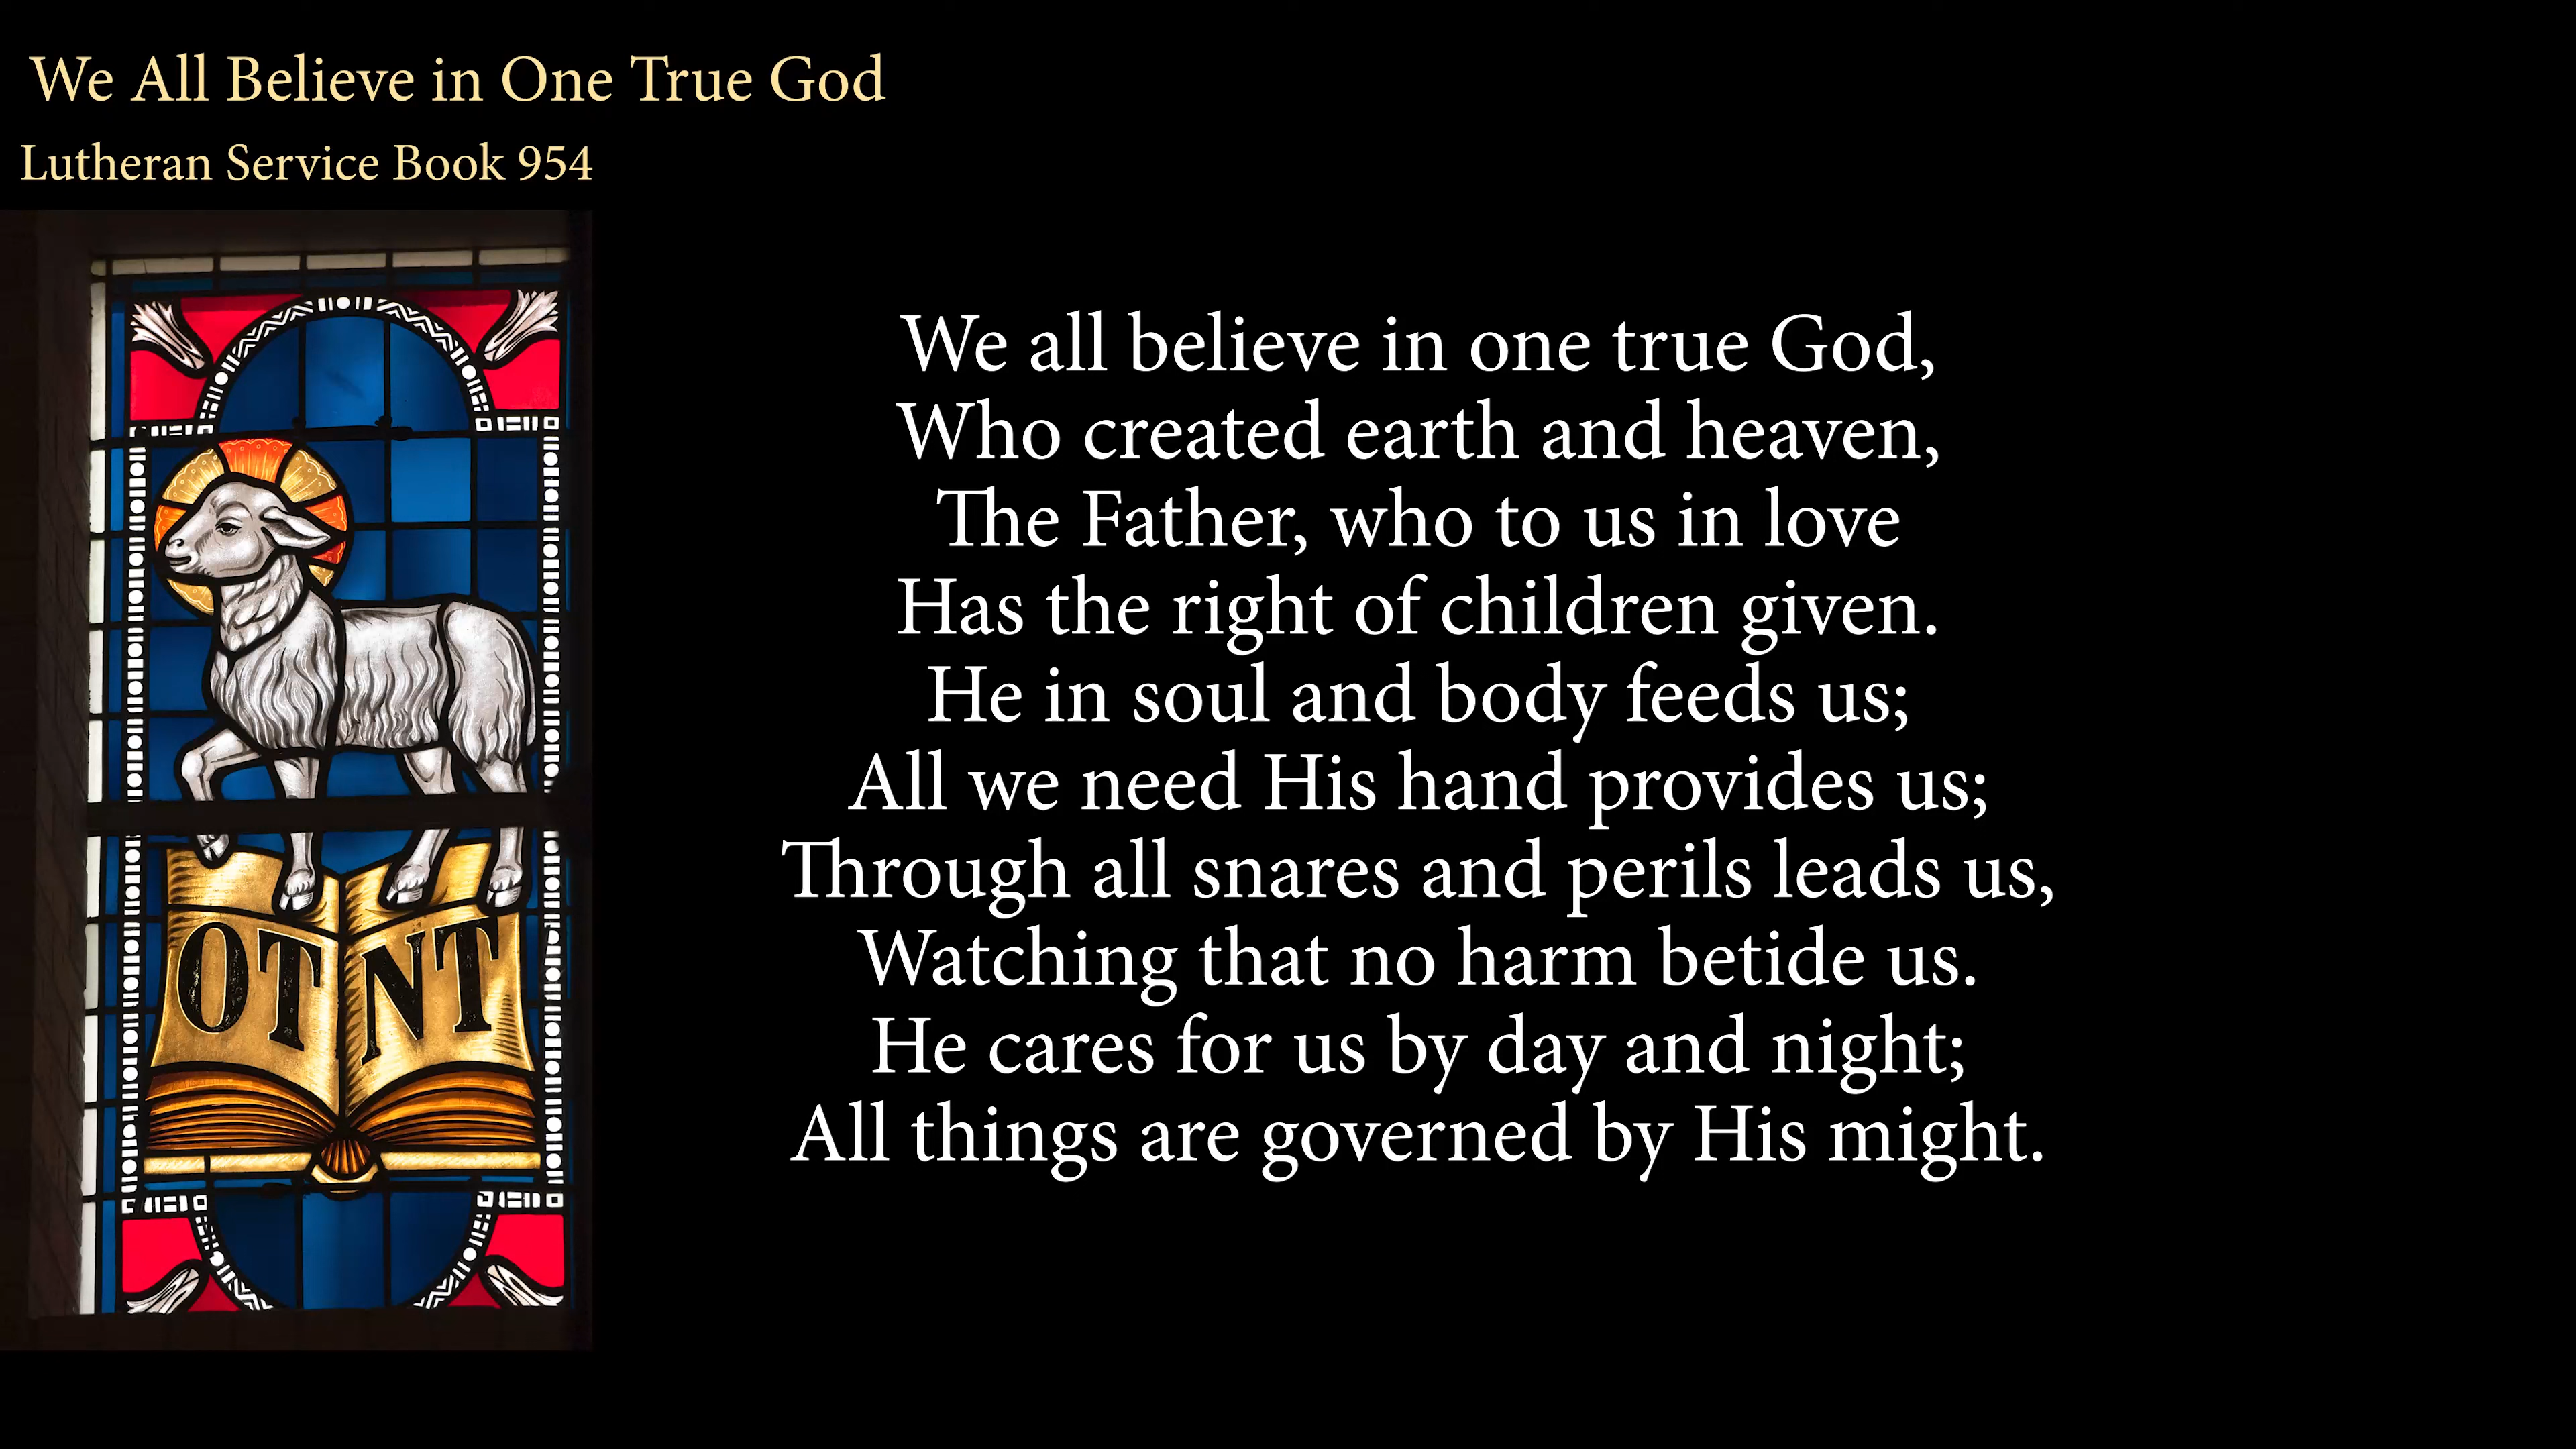 We All Believe in One True God
Lutheran Service Book 954
We all believe in one true God,
Who created earth and heaven,
The Father, who to us in love
Has the right of children given.
He in soul and body feeds us;
All we need His hand provides us;
Through all snares and perils leads us,
Watching that no harm betide us.
He cares for us by day and night;
All things are governed by His might.
OT NT